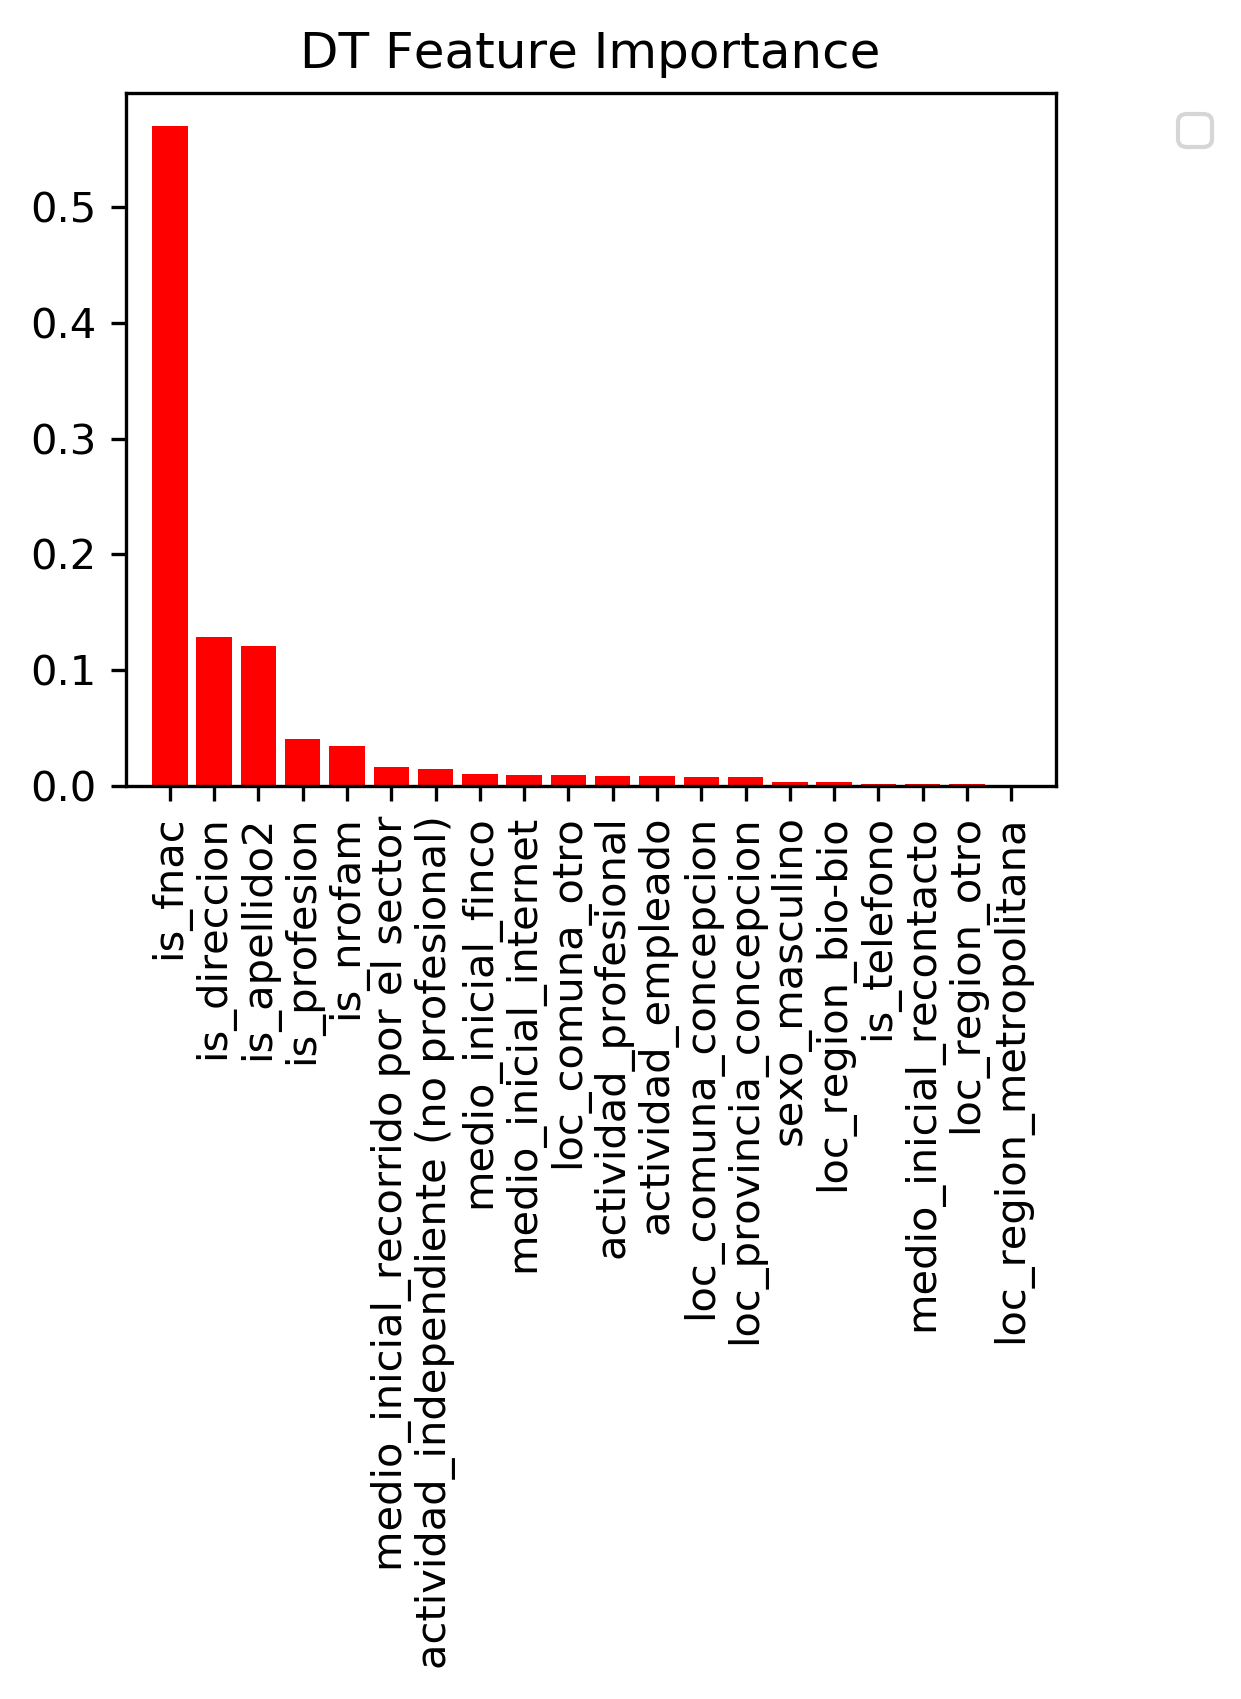 DT Feature Importance
0.5
0.4
0.3
0.2
0.1
0.0
is_fnac
is_direccion
is_apellido2
is_profesion
is_nrofam
medio_inicial_recorrido por el sector
actividad_independiente (no profesional)
medio_inicial_finco
medio_inicial_internet
loc_comuna_otro
actividad_profesional
actividad_empleado
loc_comuna_concepcion
loc_provincia_concepcion
sexo_masculino
loc_region_bio-bio
is_telefono
medio_inicial_recontacto
loc_region_otro
loc_region_metropolitana